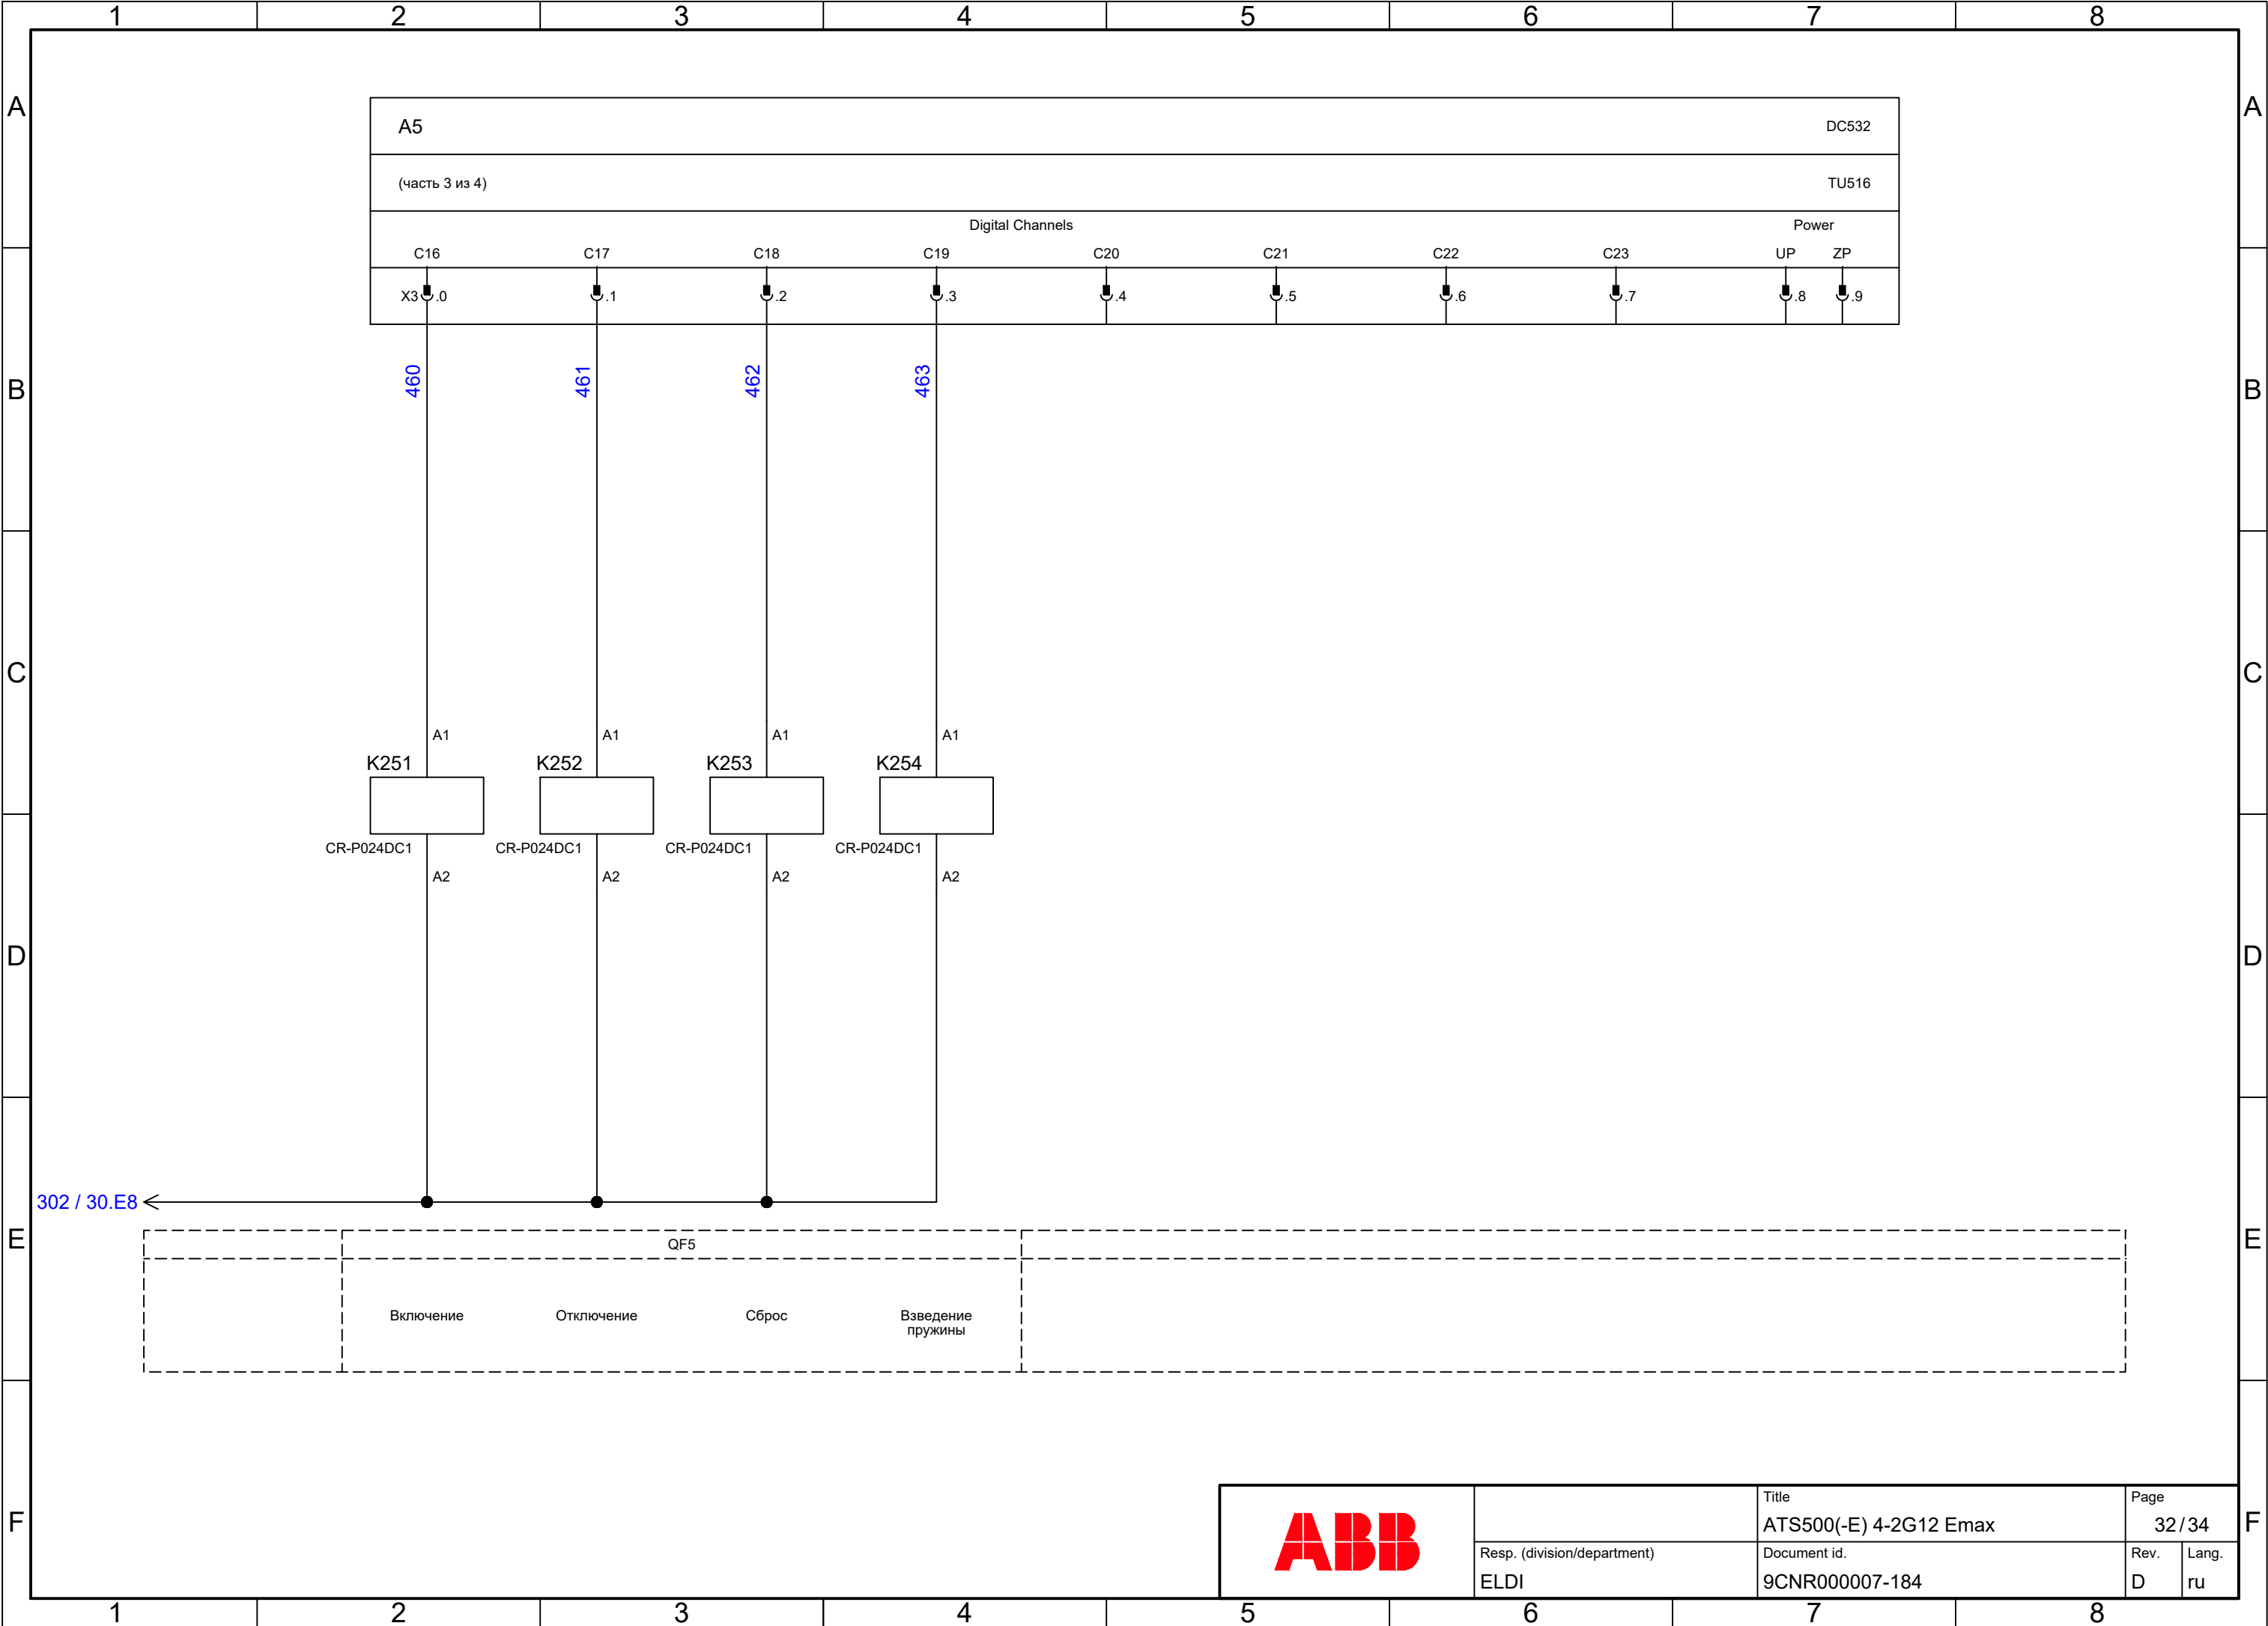 1 2 3 4 5 6 7 8
A A
A5 DC532
(часть 3 из 4) TU516
Digital Channels Power
C16 C17 C18 C19 C20 C21 C22 C23 UP ZP
X3 .0 .1 .2 .3 .4 .5 .6 .7 .8 .9
460 461 462 463
B B
C C
A1 A1 A1 A1
K251 K252 K253 K254
CR-P024DC1 CR-P024DC1 CR-P024DC1 CR-P024DC1
A2 A2 A2 A2
D D
302 / 30.E8
E E
QF5
Включение Отключение Сброс Взведение
пружины
F F
ABB
Title Page
ATS500(-E) 4-2G12 Emax 32/34
Resp. (division/department) Document id. Rev. Lang.
ELDI 9CNR000007-184 D ru
1 2 3 4 5 6 7 8